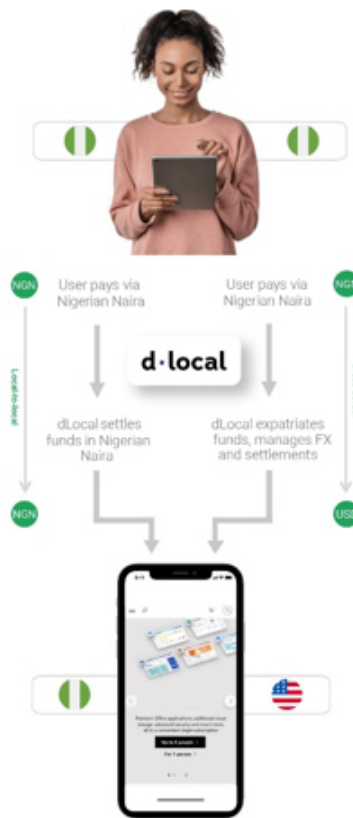 NGN
User pays via
Nigerian Naira
User pays via
Nigerian Naira
d·local
Local-to-local
dLocal settles
funds in Nigerian
Naira
dLocal expatriates
funds, manages FX
and settlements
NGN
Premium Office applications, additional cloud
storage, advanced security and much more
all in a convenient single subscription
For 1 person